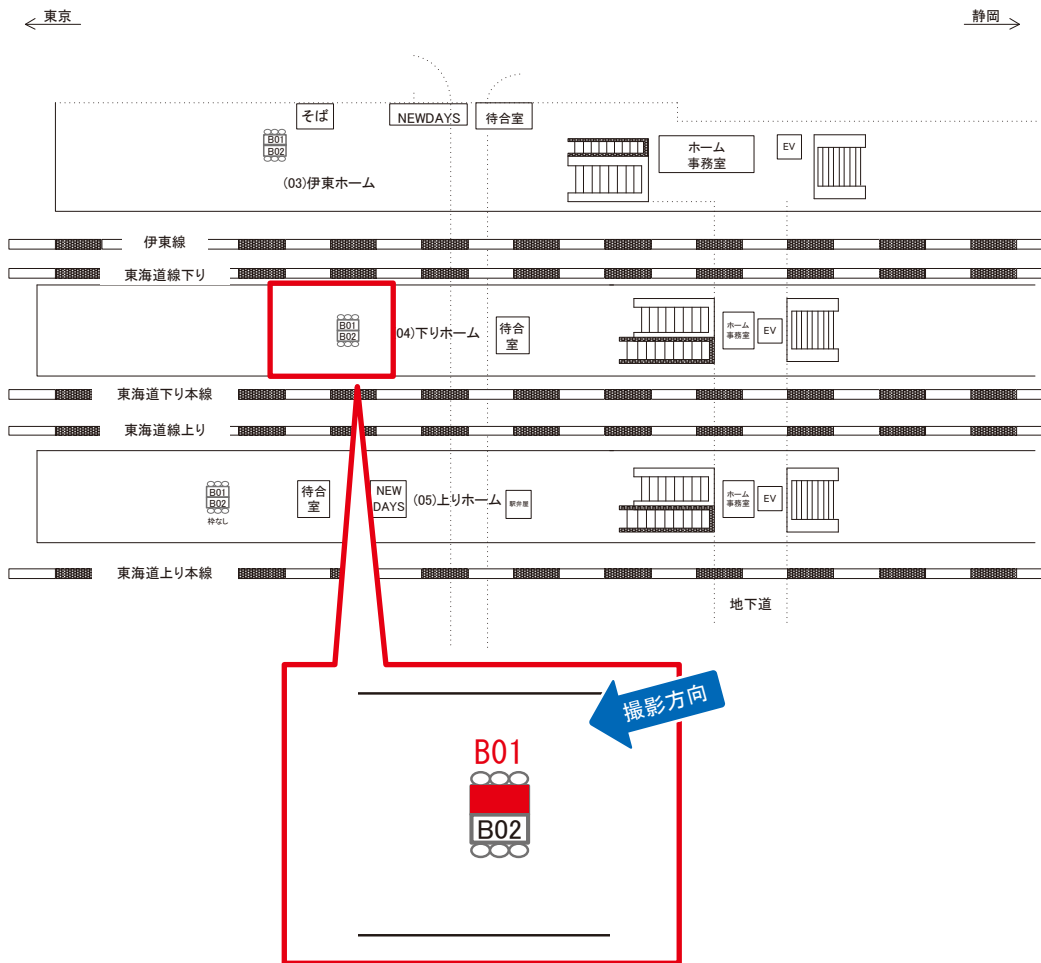 東京
静岡
そば
NEWDAYS
待合室
B01
B02
(03)伊東ホーム
ホーム
事務室
EV
伊東線
東海道線下り
B01
B02
04)下りホーム
待合
室
ホーム
事務室
EV
東海道下り本線
東海道線上り
B01
B02
枠なし
待合
室
NEW
DAYS
(05)上りホーム
駅弁屋
ホーム
事務室
EV
東海道上り本線
地下道
撮影方向
B01
B02